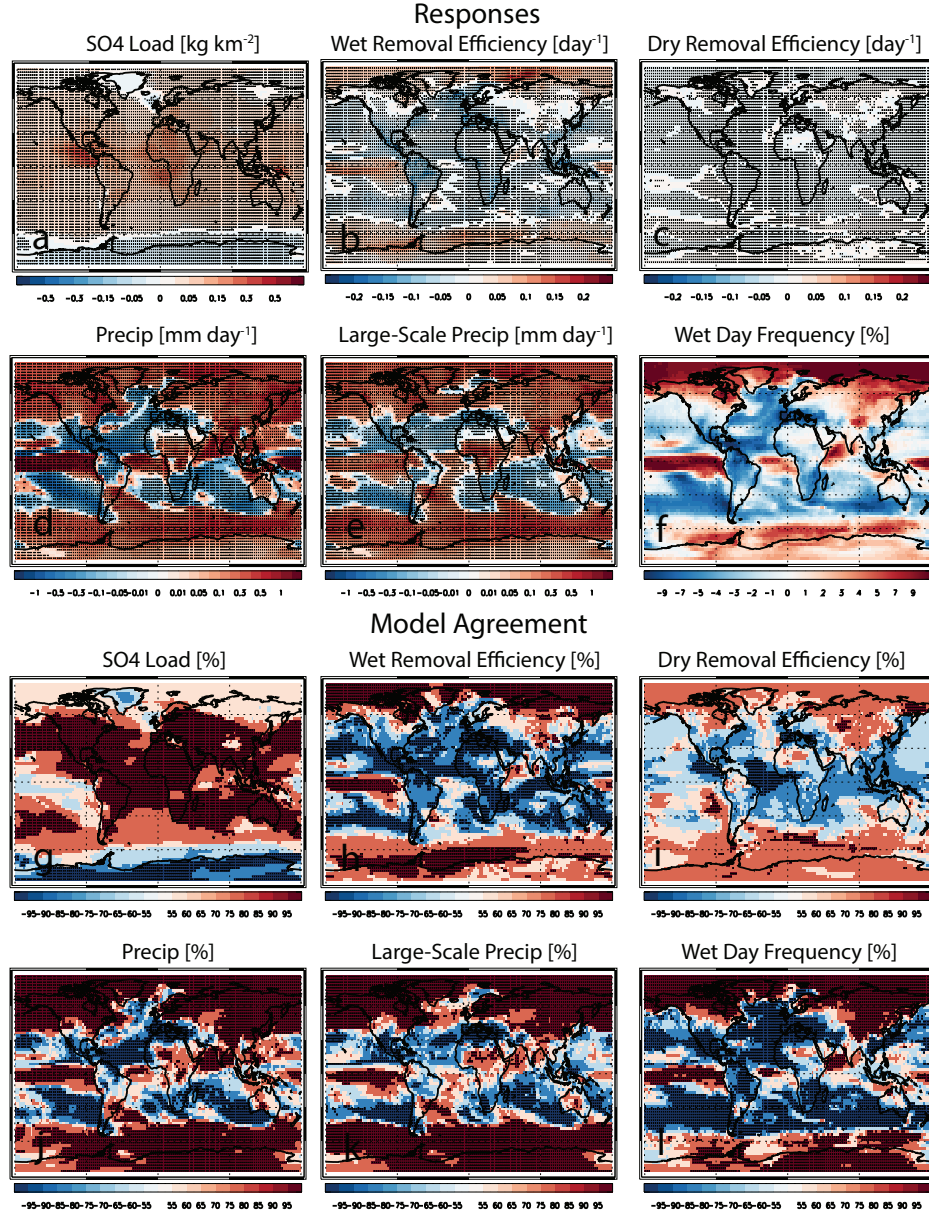 Responses
SO4 Load [kg km-2] Wet Removal Efficiency [day-1] Dry Removal Efficiency [day-1]
a b c
-0.5 -0.3 -0.15 -0.05 0 0.05 0.15 0.3 0.5 -0.2 -0.15 -0.1 -0.05 0 0.05 0.1 0.15 0.2 -0.2 -0.15 -0.1 -0.05 0 0.05 0.1 0.15 0.2
Precip [mm day-1] Large-Scale Precip [mm day-1] Wet Day Frequency [%]
d e f
-1 -0.5 -0.3 -0.1 -0.05 -0.01 0 0.01 0.05 0.1 0.3 0.5 1 -1 -0.5 -0.3 -0.1 -0.05 -0.01 0 0.01 0.05 0.1 0.3 0.5 1 -9 -7 -5 -4 -3 -2 -1 0 1 2 3 4 5 7 9
Model Agreement
SO4 Load [%] Wet Removal Efficiency [%] Dry Removal Efficiency [%]
g h i
-95 -90 -85 -80 -75 -70 -65 -60 -55 55 60 65 70 75 80 85 90 95 -95 -90 -85 -80 -75 -70 -65 -60 -55 55 60 65 70 75 80 85 90 95 -95 -90 -85 -80 -75 -70 -65 -60 -55 55 60 65 70 75 80 85 90 95
Precip [%] Large-Scale Precip [%] Wet Day Frequency [%]
j k l
-95 -90 -85 -80 -75 -70 -65 -60 -55 55 60 65 70 75 80 85 90 95 -95 -90 -85 -80 -75 -70 -65 -60 -55 55 60 65 70 75 80 85 90 95 -95 -90 -85 -80 -75 -70 -65 -60 -55 55 60 65 70 75 80 85 90 95